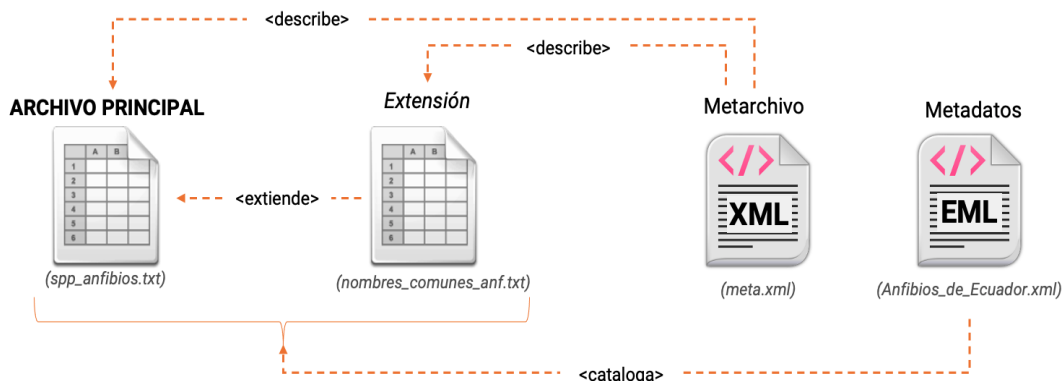 <describe>
<describe>
ARCHIVO PRINCIPAL
Extensión
Metarchivo
Metadatos
A B
1
2
3
4
5
6
A B
1
2
3
4
5
6
</>
XML
</>
EML
<extiende>
(spp_anfibios.txt)
(nombres_comunes_anf.txt)
(meta.xml)
(Anfibios_de_Ecuador.xml)
<cataloga>